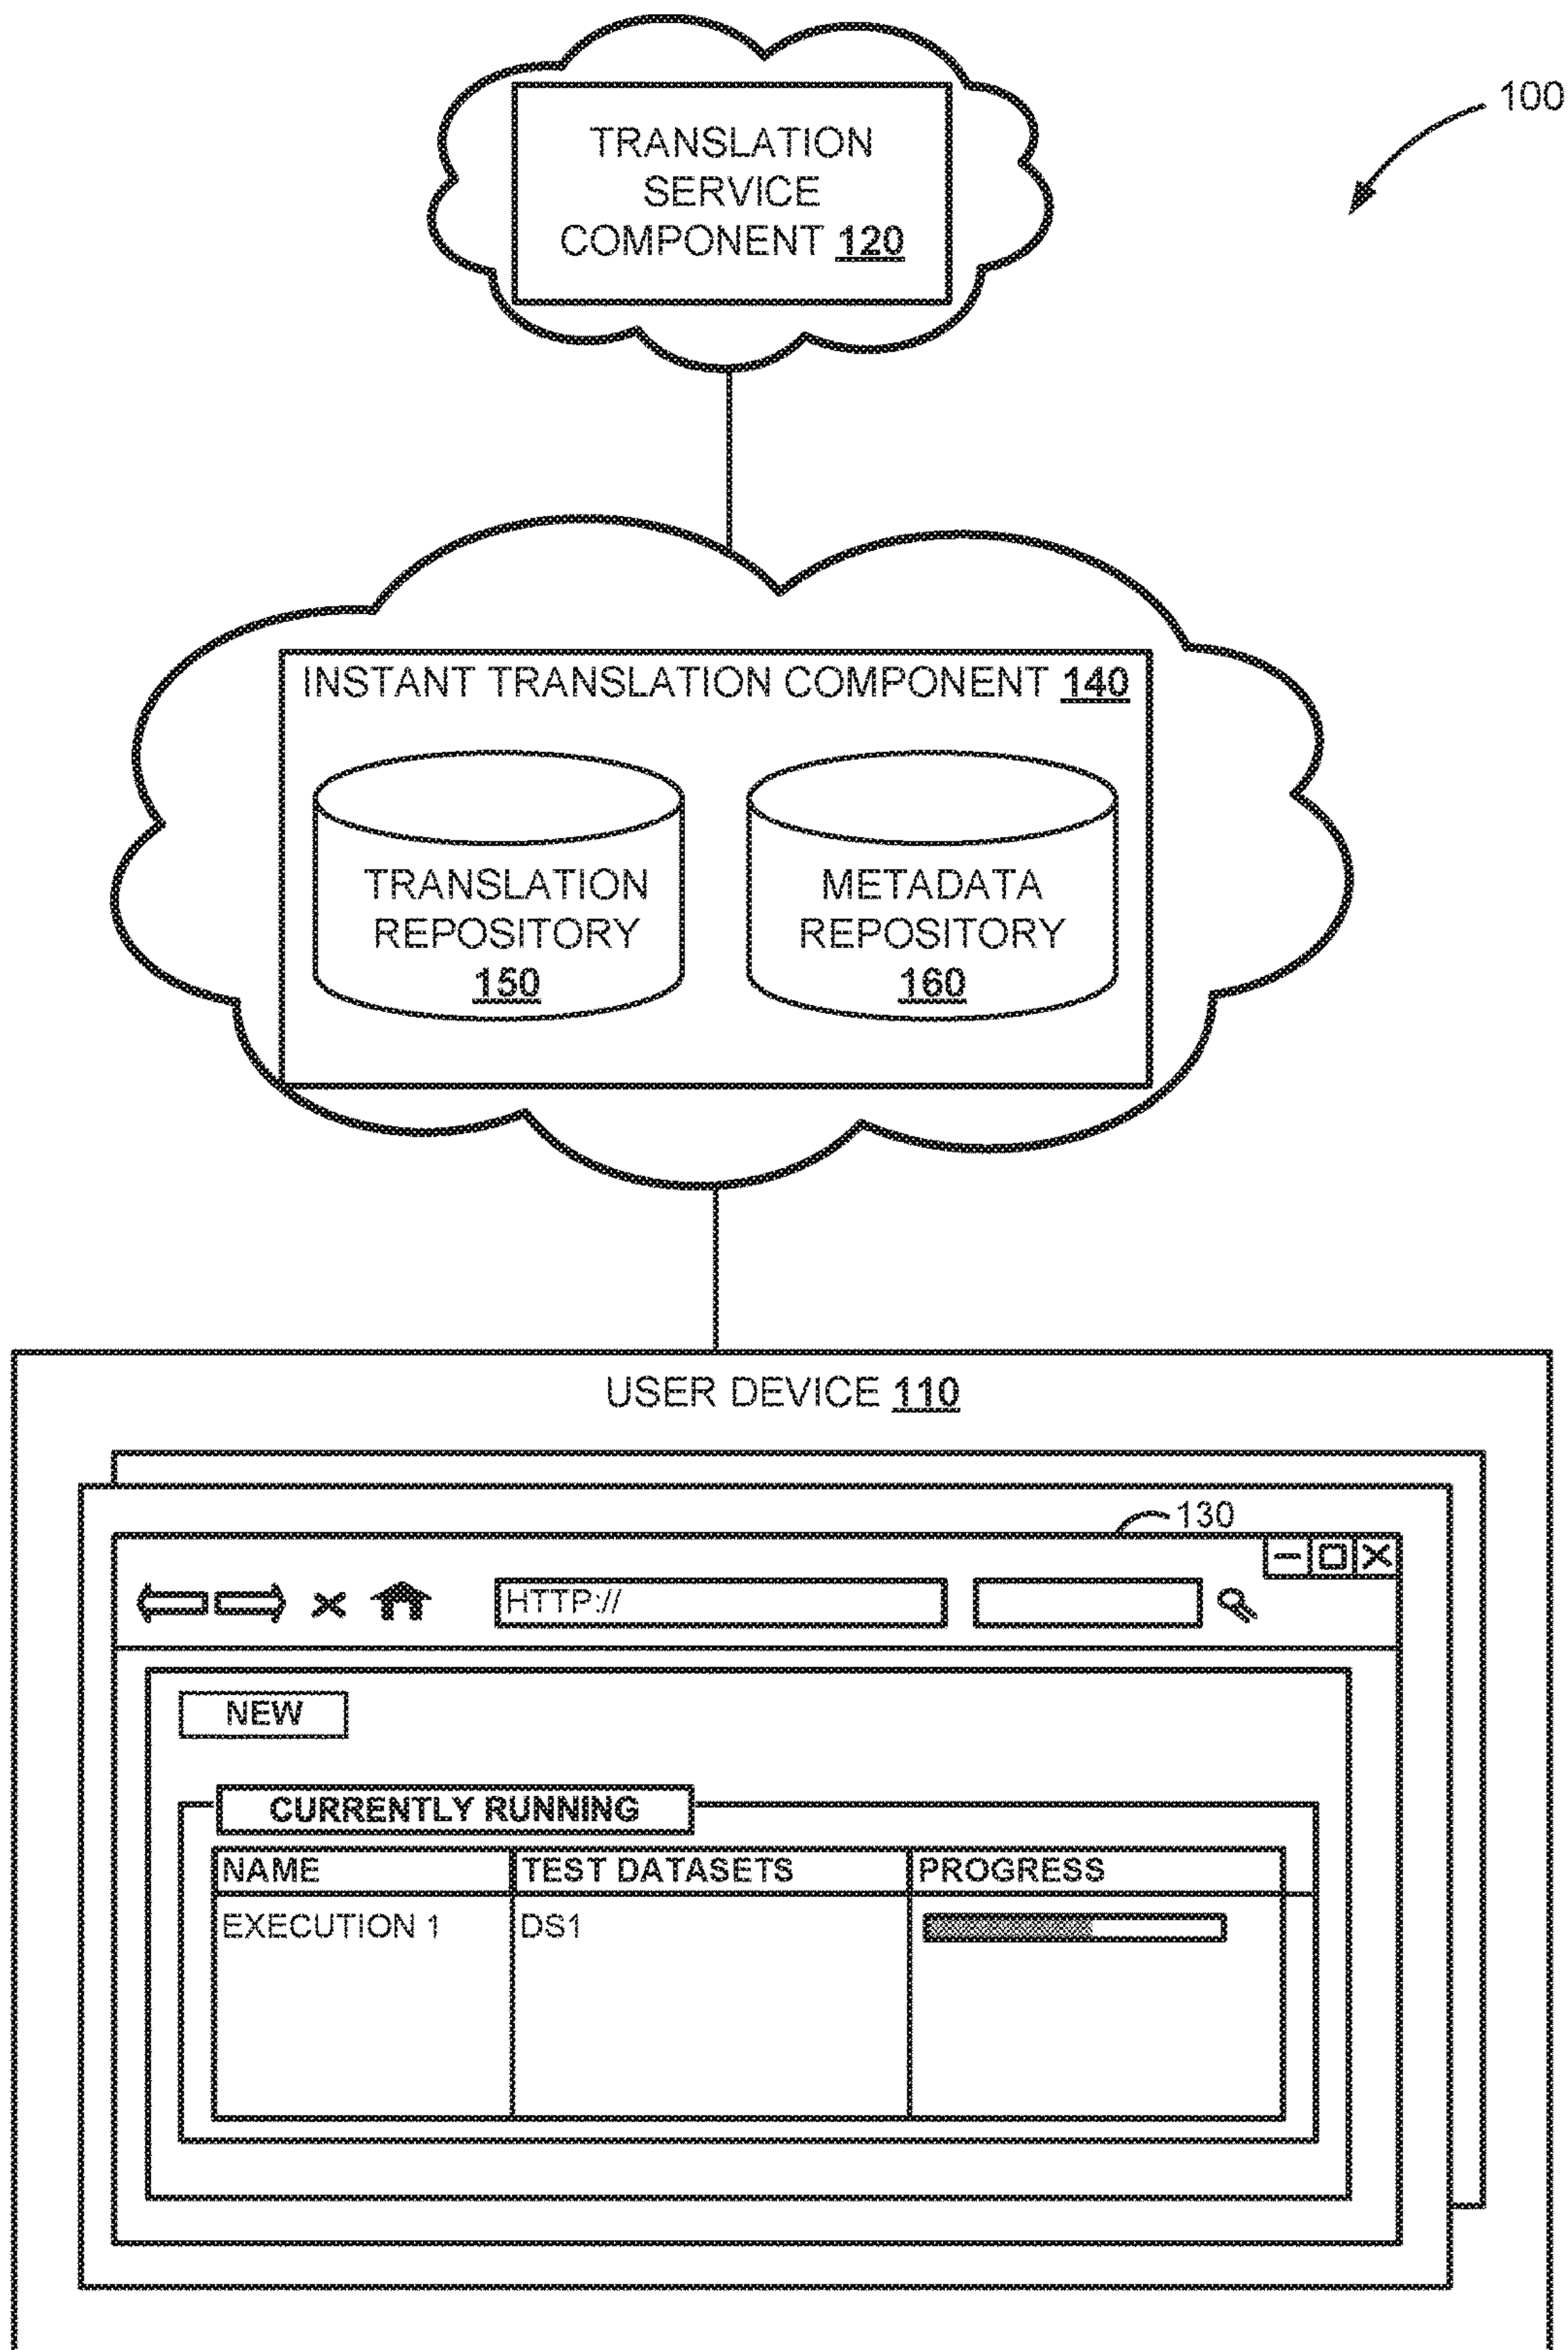 100
TRANSLATION
SERVICE
COMPONENT 120
INSTANT TRANSLATION COMPONENT 140
TRANSLATION
REPOSITORY
150
METADATA
REPOSITORY
160
USER DEVICE 110
130
HTTP://
NEW
CURRENTLY RUNNING
NAME TEST DATASETS PROGRESS
EXECUTION 1 DS1